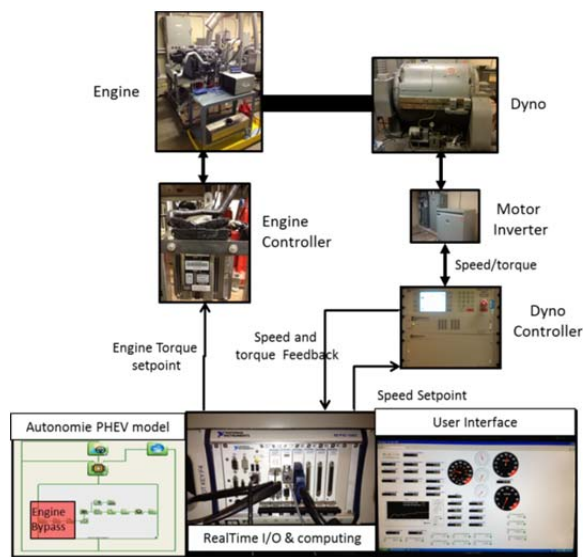 Engine
Dyno
Engine
Controller
Motor
Inverter
Speed/torque
Dyno
Controller
Engine Torque
setpoint
Speed and
torque Feedback
Speed Setpoint
Autonomie PHEV model
User Interface
Engine
Bypass
RealTime I/O & computing